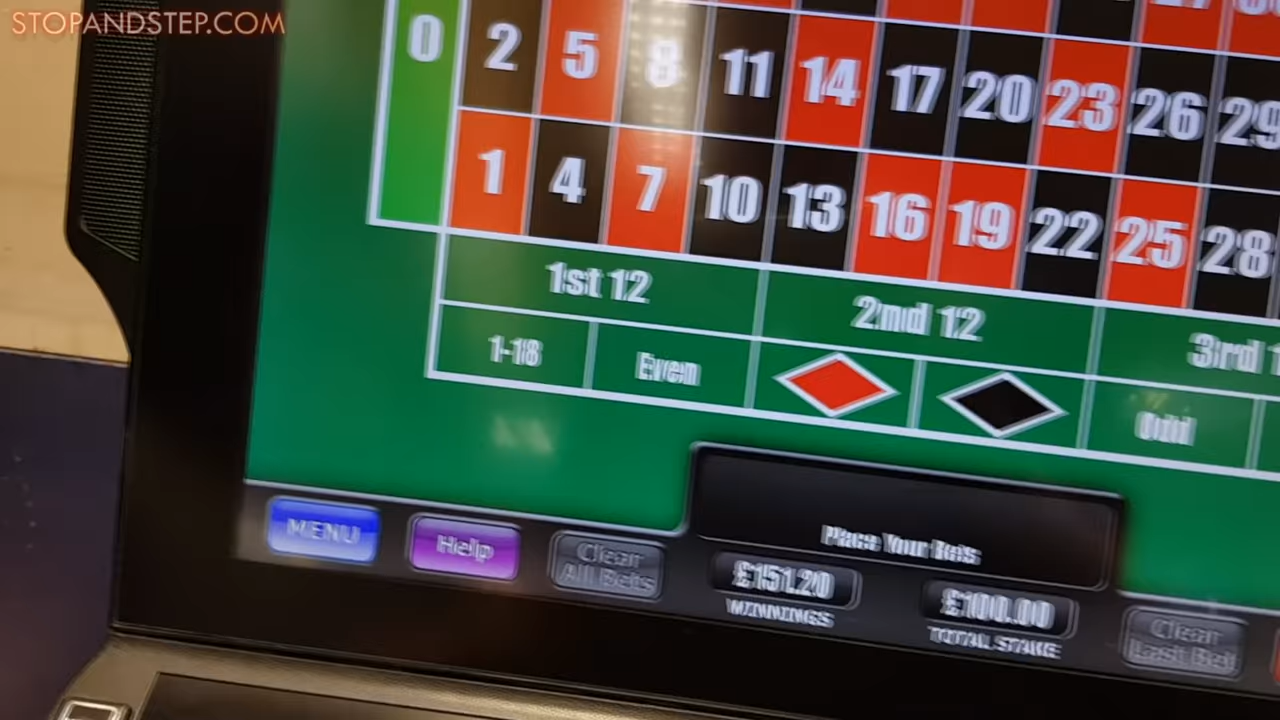 STOPANDSTEP.COM
0 2 5 8 11 14 17 20 23 26 29
1 4 7 10 13 16 19 22 25 28
1st 12 2nd 12 3rd
1-18 Even Odd
Place Your Bets
MENU Help Clear All Bets £151.20 £100.00 Clear Last Bet
WINNINGS TOTAL STAKE